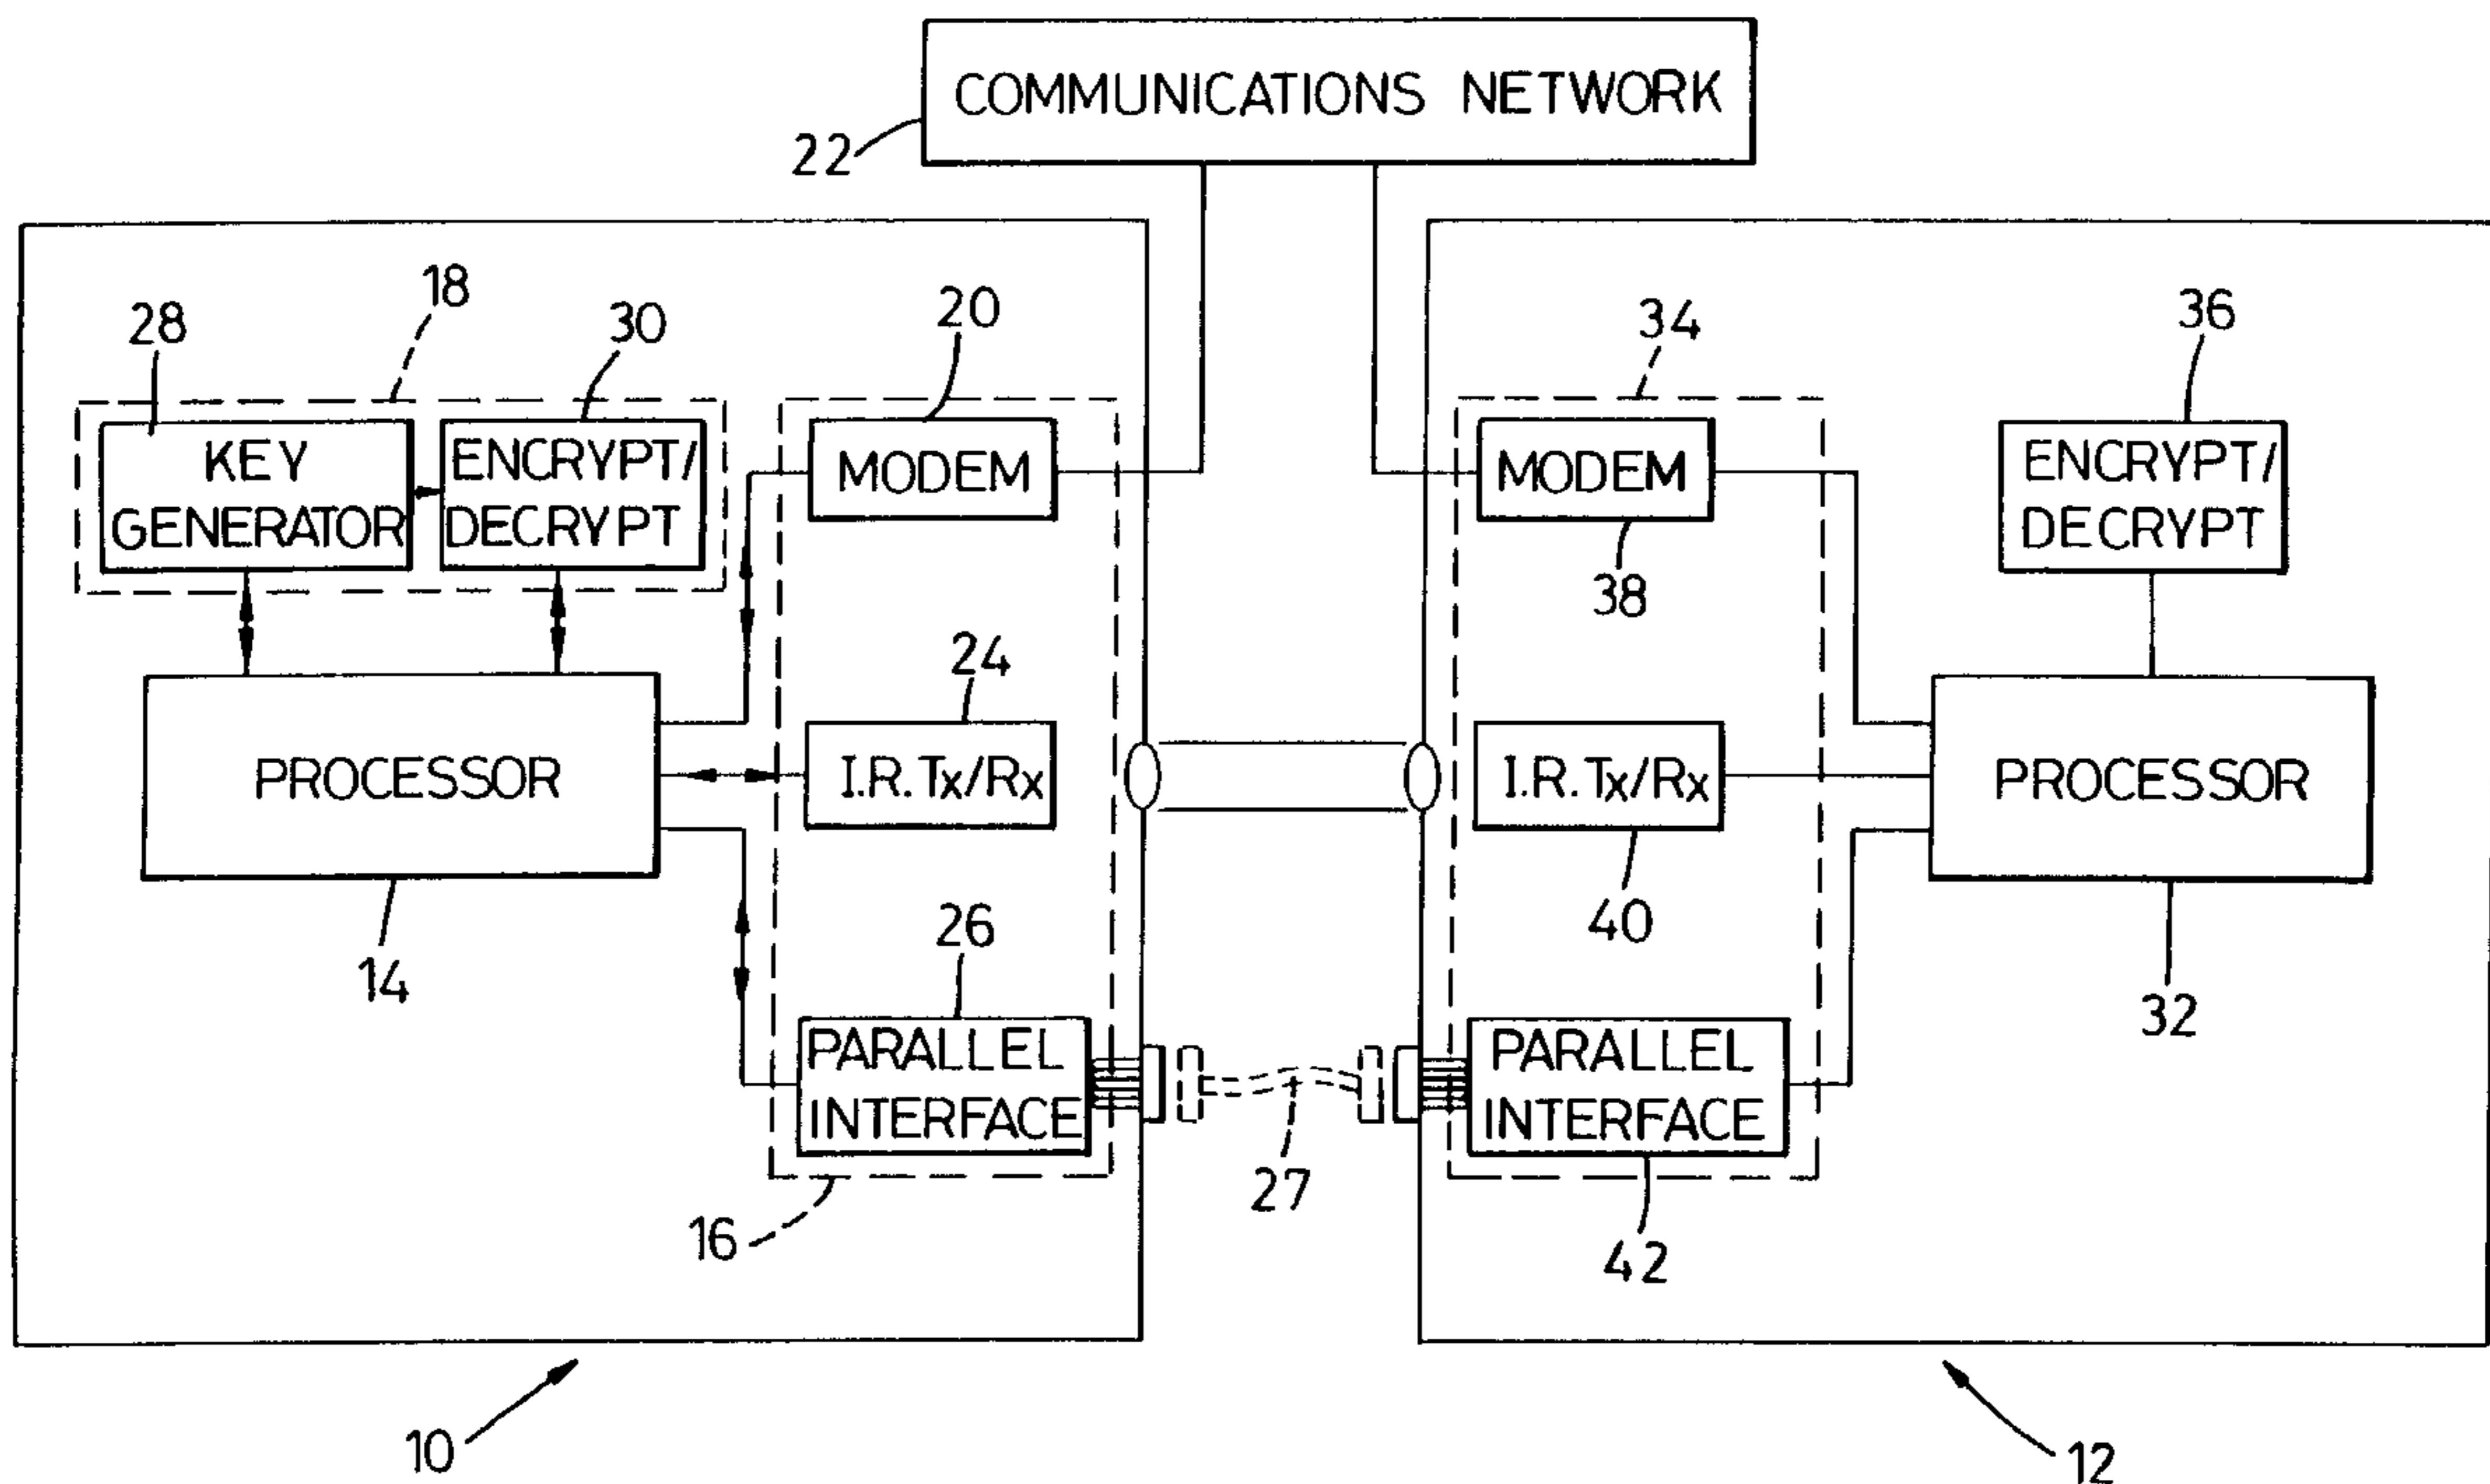 COMMUNICATIONS NETWORK
22
18
28
30
20
34
36
KEY
GENERATOR
ENCRYPT/
DECRYPT
MODEM
MODEM
ENCRYPT/
DECRYPT
38
24
PROCESSOR
I.R. Tx/Rx
I.R. Tx/Rx
PROCESSOR
14
26
40
32
PARALLEL
INTERFACE
PARALLEL
INTERFACE
27
16
42
10
12